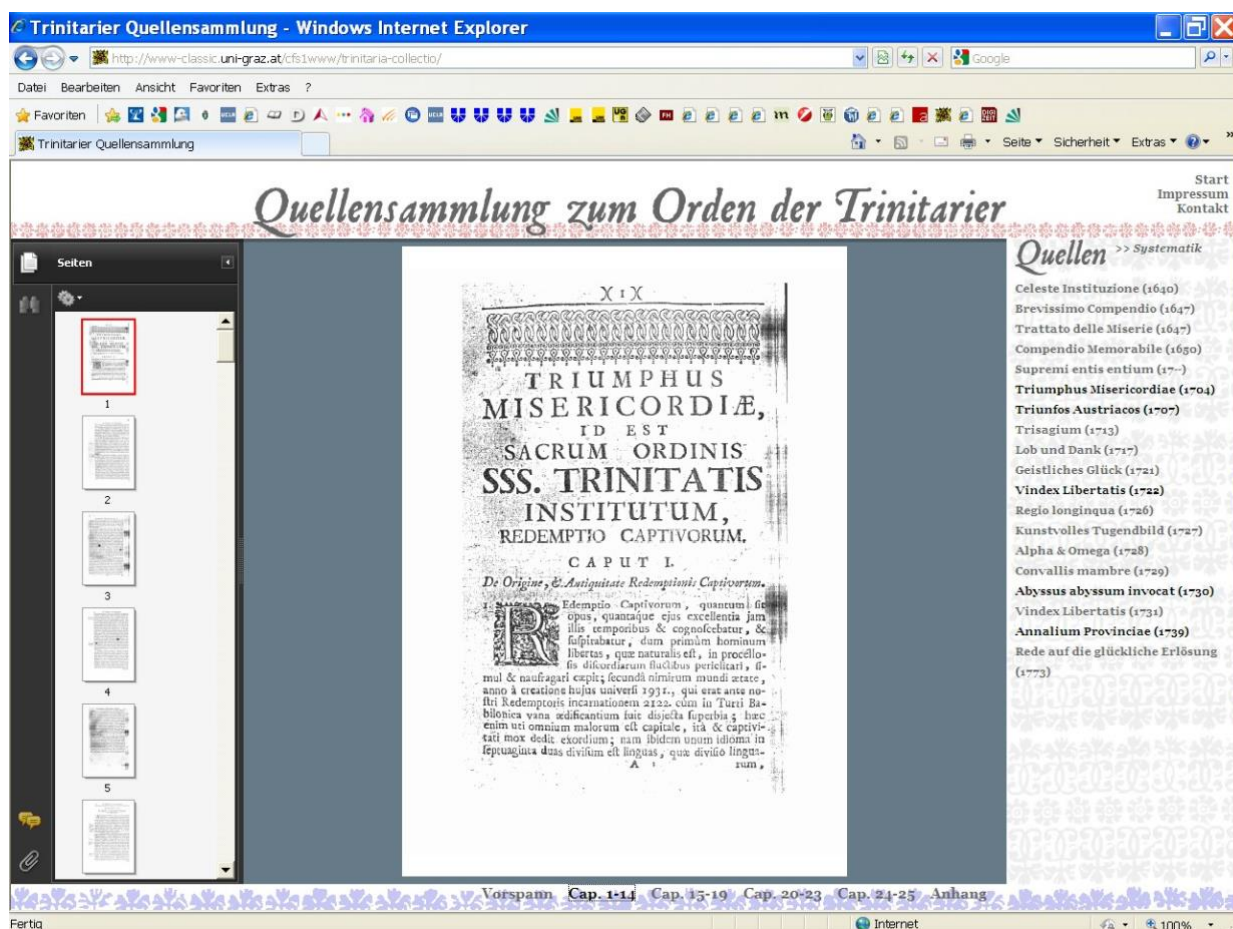 Trinitarier Quellensammlung - Windows Internet Explorer
http://www-classic.uni-graz.at/cfs1www/trinitaria-collectio/
Google
Datei Bearbeiten Ansicht Favoriten Extras ?
Favoriten
Trinitarier Quellensammlung
Seite Sicherheit Extras
Quellensammlung zum Orden der Trinitarier
Start
Impressum
Kontakt
Seiten
1
2
3
4
5
XIX
TRIUMPHUS
MISERICORDIÆ,
ID EST
SACRUM ORDINIS
SSS. TRINITATIS
INSTITUTUM,
REDEMPTIO CAPTIVORUM.
CAPUT I.
De Origine, & Antiquitate Redemptionis Captivorum.
REdemptio Captivorum, quantum sit
opus, quantaque ejus excellentia jam
illis temporibus & cognoscebatur, &
suspirabatur, dum primùm hominum
libertas, quæ naturalis est, in procello-
sis discordiarum fluctibus periclitari, si-
mul & naufragari cœpit; secundâ nimirum mundi ætate,
anno à creatione hujus universi 1931., qui erat ante no-
stri Redemptoris incarnationem 2122. cùm in Turri Ba-
bilonica vana ædificantium fuit disjecta superbia; hæc
enim uti omnium malorum est capitale, ità & captivi-
tati mox dedit exordium; nam ibidem unum idioma in
septuaginta duas divisum est linguas, quæ divisio lingua-
A rum,
Quellen >> Systematik
Celeste Instituzione (1640)
Brevissimo Compendio (1647)
Trattato delle Miserie (1647)
Compendio Memorabile (1650)
Supremi entis entium (17--)
Triumphus Misericordiae (1704)
Triunfos Austriacos (1707)
Trisagium (1713)
Lob und Dank (1717)
Geistliches Glück (1721)
Vindex Libertatis (1722)
Regio longinqua (1726)
Kunstvolles Tugendbild (1727)
Alpha & Omega (1728)
Convallis mambre (1729)
Abyssus abyssum invocat (1730)
Vindex Libertatis (1731)
Annalium Provinciae (1739)
Rede auf die glückliche Erlösung
(1773)
Vorspann Cap. 1-14 Cap. 15-19 Cap. 20-23 Cap. 24-25 Anhang
Fertig Internet 100%